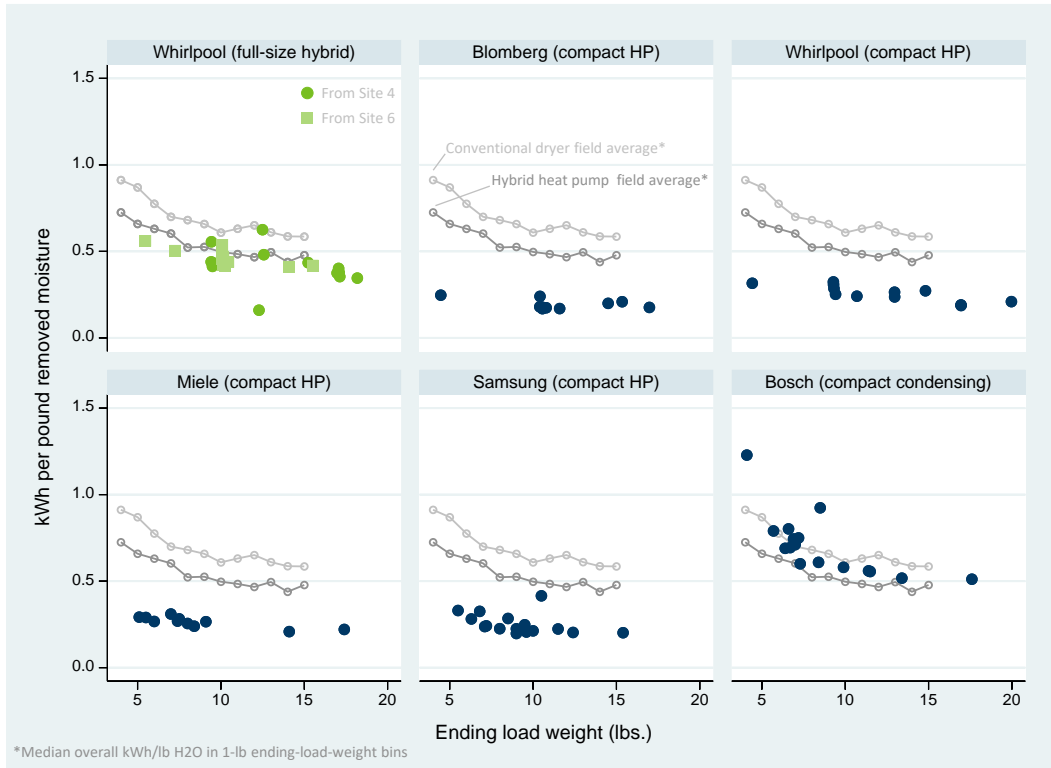 Whirlpool (full-size hybrid)
Blomberg (compact HP)
Whirlpool (compact HP)
1.5
1.0
0.5
0.0
From Site 4
From Site 6
Conventional dryer field average*
Hybrid heat pump  field average*
kWh per pound removed moisture
Miele (compact HP)
Samsung (compact HP)
Bosch (compact condensing)
1.5
1.0
0.5
0.0
5 10 15 20
5 10 15 20
5 10 15 20
Ending load weight (lbs.)
*Median overall kWh/lb H2O in 1-lb ending-load-weight bins